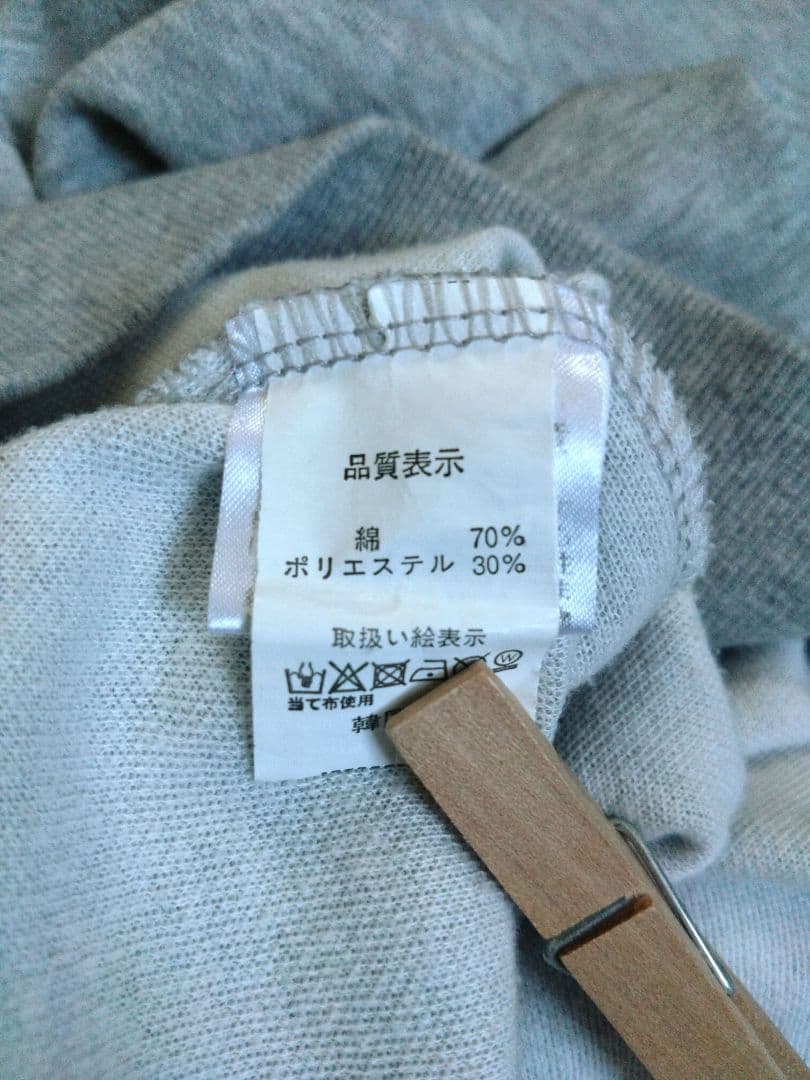 品質表示
綿 70%
ポリエステル 30%
取扱い絵表示
W
当て布使用
韓